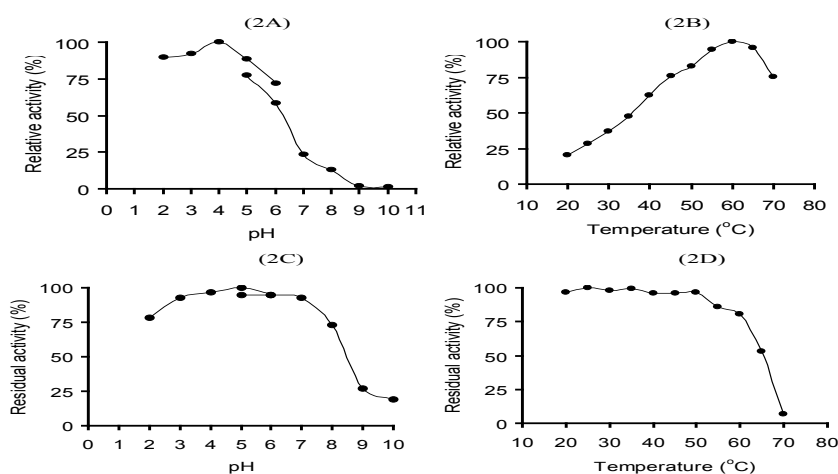 (2A)
Relative activity (%)
100
75
50
25
0
0 1 2 3 4 5 6 7 8 9 10 11
pH
(2B)
Relative activity (%)
100
75
50
25
0
10 20 30 40 50 60 70 80
Temperature (°C)
(2C)
Residual activity (%)
100
75
50
25
0
0 1 2 3 4 5 6 7 8 9 10
pH
(2D)
Residual activity (%)
100
75
50
25
0
10 20 30 40 50 60 70 80
Temperature (°C)